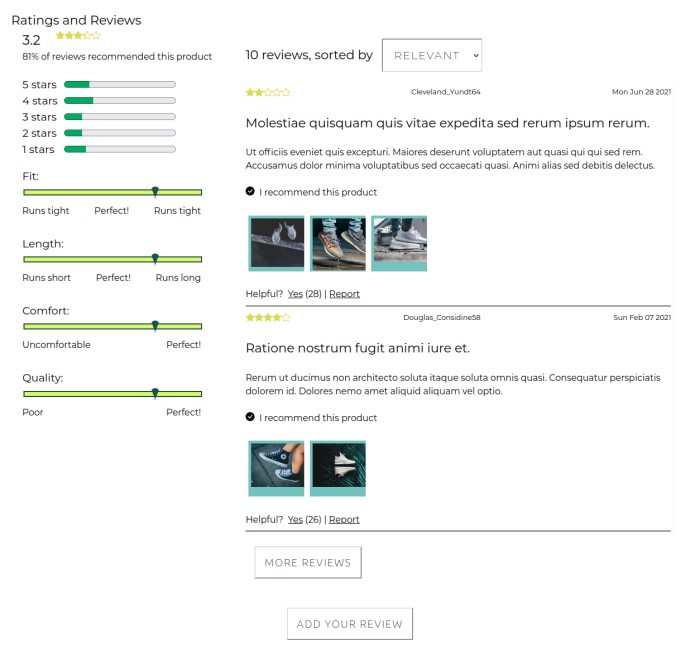 Ratings and Reviews
3.2
81% of reviews recommended this product
5 stars
4 stars
3 stars
2 stars
1 stars
Fit:
Runs tight Perfect! Runs tight
Length:
Runs short Perfect! Runs long
Comfort:
Uncomfortable Perfect!
Quality:
Poor Perfect!
10 reviews, sorted by RELEVANT
Cleveland_Yundt64 Mon Jun 28 2021
Molestiae quisquam quis vitae expedita sed rerum ipsum rerum.
Ut officiis eveniet quis excepturi. Maiores deserunt voluptatem aut quasi qui qui sed rem.
Accusamus dolor minima voluptatibus sed occaecati quasi. Animi alias sed debitis delectus.
I recommend this product
Helpful? Yes (28) | Report
Douglas_Considine58 Sun Feb 07 2021
Ratione nostrum fugit animi iure et.
Rerum ut ducimus non architecto soluta itaque soluta omnis quasi. Consequatur perspiciatis
dolorem id. Dolores nemo amet aliquid aliquam vel optio.
I recommend this product
Helpful? Yes (26) | Report
MORE REVIEWS
ADD YOUR REVIEW